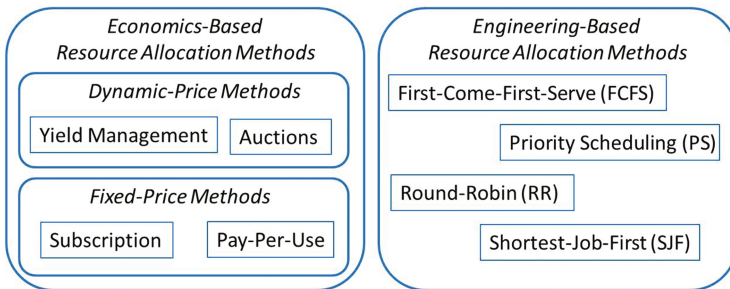 Economics-Based
Resource Allocation Methods
Dynamic-Price Methods
Yield Management
Auctions
Fixed-Price Methods
Subscription
Pay-Per-Use
Engineering-Based
Resource Allocation Methods
First-Come-First-Serve (FCFS)
Priority Scheduling (PS)
Round-Robin (RR)
Shortest-Job-First (SJF)